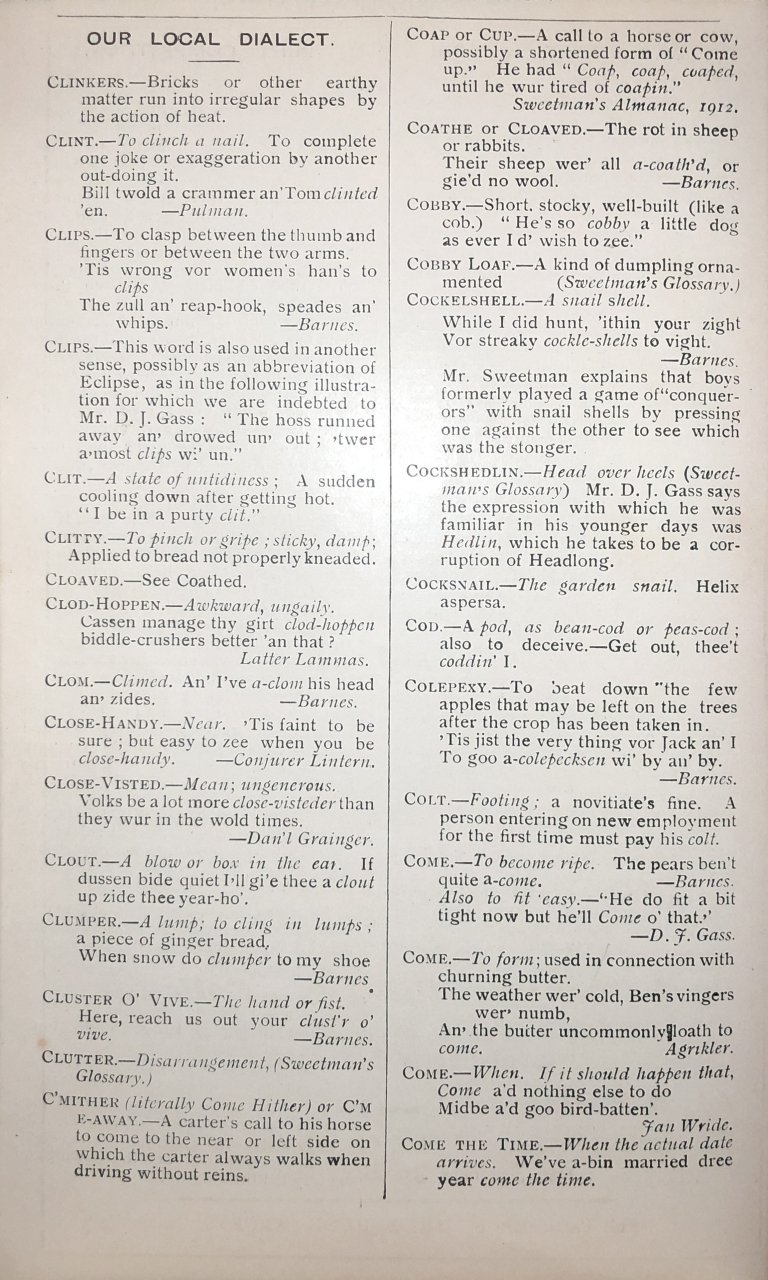 OUR LOCAL DIALECT.
CLINKERS.—Bricks or other earthy
matter run into irregular shapes by
the action of heat.
CLINT.—To clinch a nail. To complete
one joke or exaggeration by another
out-doing it.
Bill twold a crammer an' Tom clinted
'en. —Pulman.
CLIPS.—To clasp between the thumb and
fingers or between the two arms.
'Tis wrong vor women's han's to
clips
The zull an' reap-hook, speades an'
whips. —Barnes.
CLIPS.—This word is also used in another
sense, possibly as an abbreviation of
Eclipse, as in the following illustra-
tion for which we are indebted to
Mr. D. J. Gass : " The hoss runned
away an' drowed un' out ; 'twer
a'most clips wi' un."
CLIT.—A state of untidiness ; A sudden
cooling down after getting hot.
" I be in a purty clit."
CLITTY.—To pinch or gripe ; sticky, damp;
Applied to bread not properly kneaded.
CLOAVED.—See Coathed.
CLOD-HOPPEN.—Awkward, ungaily.
Cassen manage thy girt clod-hoppen
biddle-crushers better 'an that ?
Latter Lammas.
CLOM.—Climed. An' I've a-clom his head
an' zides. —Barnes.
CLOSE-HANDY.—Near. 'Tis faint to be
sure ; but easy to zee when you be
close-handy. —Conjurer Lintern.
CLOSE-VISTED.—Mean; ungenerous.
Volks be a lot more close-visteder than
they wur in the wold times.
—Dan'l Grainger.
CLOUT.—A blow or box in the ear. If
dussen bide quiet I'll gi'e thee a clout
up zide thee year-ho'.
CLUMPER.—A lump; to cling in lumps ;
a piece of ginger bread,
When snow do clumper to my shoe
—Barnes
CLUSTER O' VIVE.—The hand or fist.
Here, reach us out your clust'r o'
vive. —Barnes.
CLUTTER.—Disarrangement, (Sweetman's
Glossary.)
C'MITHER (literally Come Hither) or C'M
E-AWAY.—A carter's call to his horse
to come to the near or left side on
which the carter always walks when
driving without reins.
COAP OR CUP.—A call to a horse or cow,
possibly a shortened form of " Come
up." He had " Coap, coap, coaped,
until he wur tired of coapin."
Sweetman's Almanac, 1912.
COATHE OR CLOAVED.—The rot in sheep
or rabbits.
Their sheep wer' all a-coath'd, or
gie'd no wool. —Barnes.
COBBY.—Short, stocky, well-built (like a
cob.) " He's so cobby a little dog
as ever I d' wish to zee."
COBBY LOAF.—A kind of dumpling orna-
mented (Sweetman's Glossary.)
COCKELSHELL.—A snail shell.
While I did hunt, 'ithin your zight
Vor streaky cockle-shells to vight.
—Barnes.
Mr. Sweetman explains that boys
formerly played a game of "conquer-
ors" with snail shells by pressing
one against the other to see which
was the stonger.
COCKSHEDLIN.—Head over heels (Sweet-
man's Glossary) Mr. D. J. Gass says
the expression with which he was
familiar in his younger days was
Hedlin, which he takes to be a cor-
ruption of Headlong.
COCKSNAIL.—The garden snail. Helix
aspersa.
COD.—A pod, as bean-cod or peas-cod ;
also to deceive.—Get out, thee't
coddin' I.
COLEPEXY.—To beat down "the few
apples that may be left on the trees
after the crop has been taken in.
'Tis jist the very thing vor Jack an' I
To goo a-colepecksen wi' by an' by.
—Barnes.
COLT.—Footing; a novitiate's fine. A
person entering on new employment
for the first time must pay his colt.
COME.—To become ripe. The pears ben't
quite a-come. —Barnes.
Also to fit easy.—"He do fit a bit
tight now but he'll Come o' that."
—D. J. Gass.
COME.—To form; used in connection with
churning butter.
The weather wer' cold, Ben's vingers
wer' numb,
An' the butter uncommonly loath to
come. Agrikler.
COME.—When. If it should happen that,
Come a'd nothing else to do
Midbe a'd goo bird-batten'.
Jan Wride.
COME THE TIME.—When the actual date
arrives. We've a-bin married dree
year come the time.